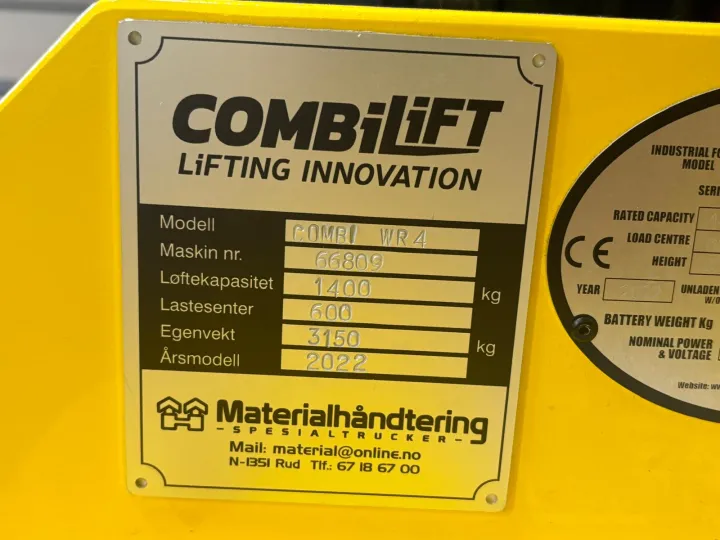 COMBiLiFT
LiFTING INNOVATION
Modell COMBI WR4
Maskin nr. 66809
Løftekapasitet 1400 kg
Lastesenter 600
Egenvekt 3150 kg
Årsmodell 2022
Materialhåndtering
-SPESIALTRUCKER-
Mail: material@online.no
N-1351 Rud Tlf.: 67 18 67 00
INDUSTRIAL
MODEL
RATED CAPACITY
LOAD CENTRE
HEIGHT
CE
YEAR UNLADEN
BATTERY WEIGHT Kg
NOMINAL POWER
& VOLTAGE
Website: